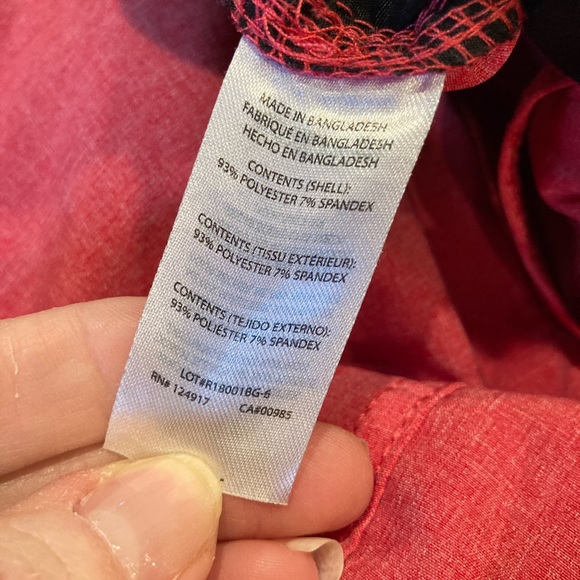 MADE IN BANGLADESH
FABRIQUÉ EN BANGLADESH
HECHO EN BANGLADESH
CONTENTS (SHELL):
93% POLYESTER 7% SPANDEX
CONTENTS (TISSU EXTÉRIEUR):
93% POLYESTER 7% SPANDEX
CONTENTS (TEJIDO EXTERNO):
93% POLIESTER 7% SPANDEX
LOT#R18001BG-6
RN# 124917 CA#00985